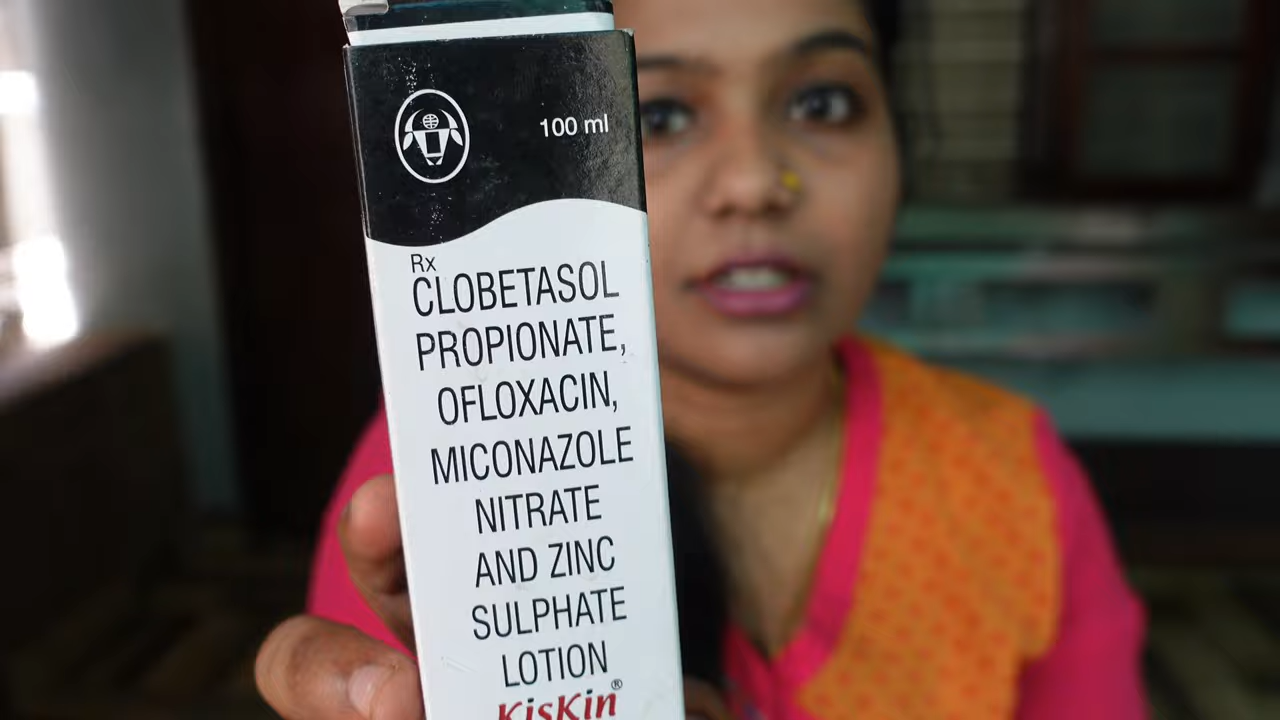 100 ml
Rx
CLOBETASOL
PROPIONATE,
OFLOXACIN,
MICONAZOLE
NITRATE
AND ZINC
SULPHATE
LOTION
KisKin®